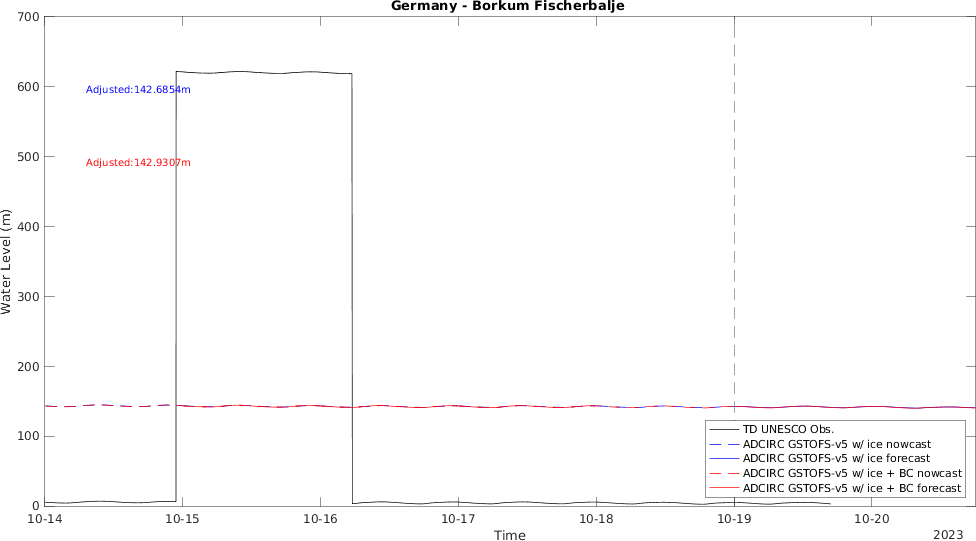 Germany - Borkum Fischerbalje
700
600
500
400
300
200
100
0
Water Level (m)
Adjusted:142.6854m
Adjusted:142.9307m
TD UNESCO Obs.
ADCIRC GSTOFS-v5 w/ ice nowcast
ADCIRC GSTOFS-v5 w/ ice forecast
ADCIRC GSTOFS-v5 w/ ice + BC nowcast
ADCIRC GSTOFS-v5 w/ ice + BC forecast
10-14 10-15 10-16 10-17 10-18 10-19 10-20
Time
2023